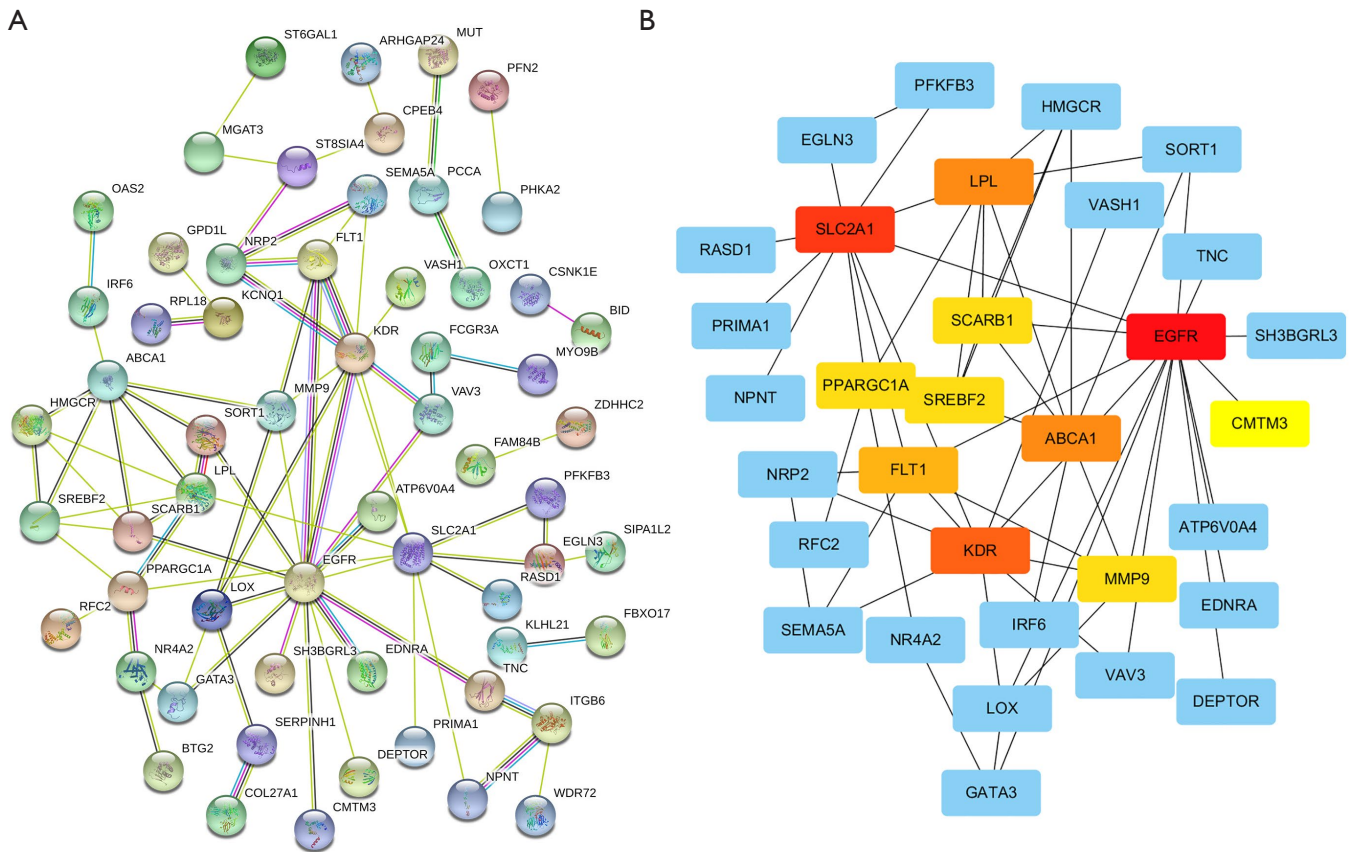 A
ST6GAL1
ARHGAP24
MUT
PFN2
MGAT3
CPEB4
ST8SIA4
SEMA5A
PCCA
PHKA2
OAS2
GPD1L
NRP2
FLT1
VASH1
OXCT1
CSNK1E
IRF6
RPL18
KCNQ1
KDR
FCGR3A
BID
MYO9B
ABCA1
MMP9
VAV3
HMGCR
SORT1
ZDHHC2
LPL
FAM84B
SREBF2
SCARB1
ATP6V0A4
PFKFB3
SLC2A1
EGLN3
SIPA1L2
EGFR
PPARGC1A
RASD1
LOX
RFC2
KLHL21
FBXO17
NR4A2
SH3BGRL3
EDNRA
TNC
GATA3
ITGB6
SERPINH1
PRIMA1
BTG2
DEPTOR
NPNT
COL27A1
CMTM3
WDR72
B
PFKFB3
HMGCR
EGLN3
SORT1
LPL
VASH1
SLC2A1
RASD1
TNC
PRIMA1
SCARB1
EGFR
SH3BGRL3
NPNT
PPARGC1A
SREBF2
CMTM3
ABCA1
NRP2
FLT1
RFC2
KDR
ATP6V0A4
MMP9
EDNRA
SEMA5A
NR4A2
IRF6
VAV3
LOX
DEPTOR
GATA3